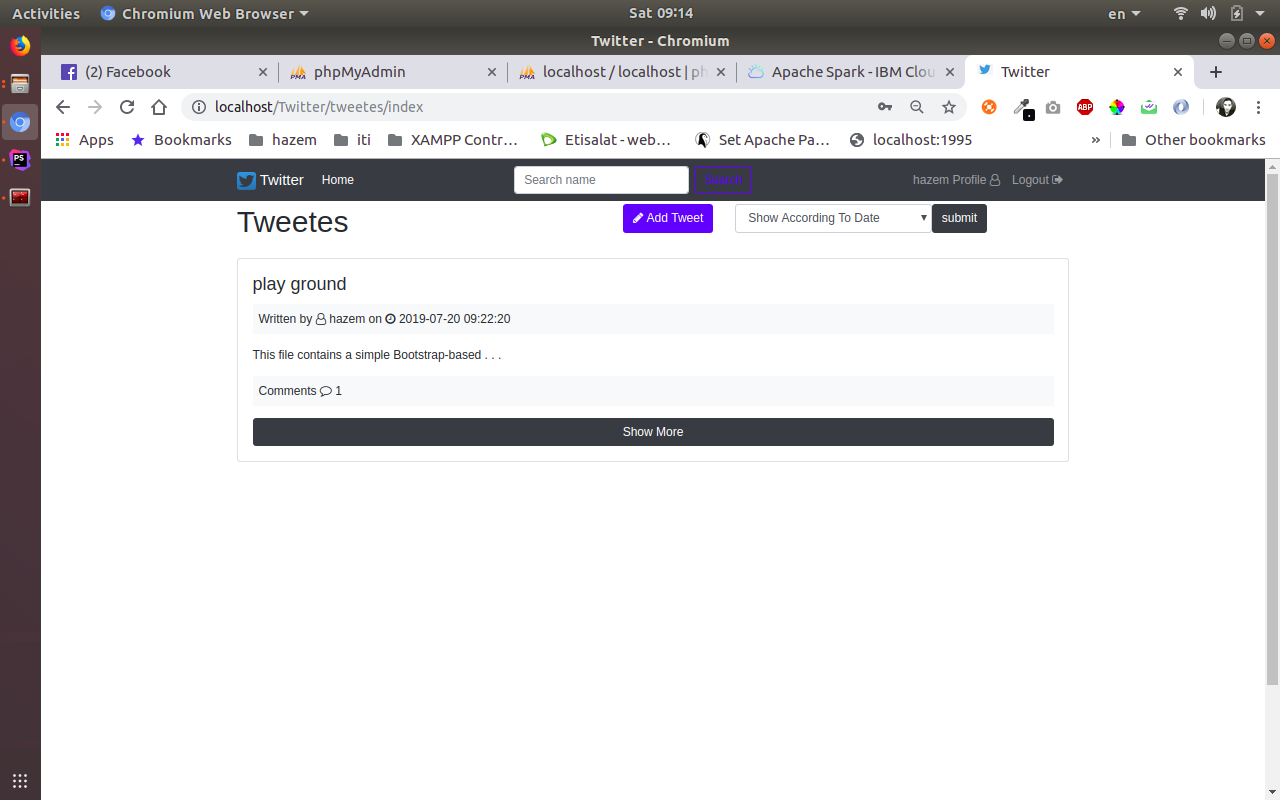 Activities Chromium Web Browser Sat 09:14 en
Twitter - Chromium
(2) Facebook phpMyAdmin localhost / localhost | ph Apache Spark - IBM Clou Twitter
localhost/Twitter/tweetes/index ABP
Apps Bookmarks hazem iti XAMPP Contr… Etisalat - web… Set Apache Pa… localhost:1995 » Other bookmarks
Twitter Home Search name Search hazem Profile Logout
Tweetes Add Tweet Show According To Date submit
play ground
Written by hazem on 2019-07-20 09:22:20
This file contains a simple Bootstrap-based . . .
Comments 1
Show More